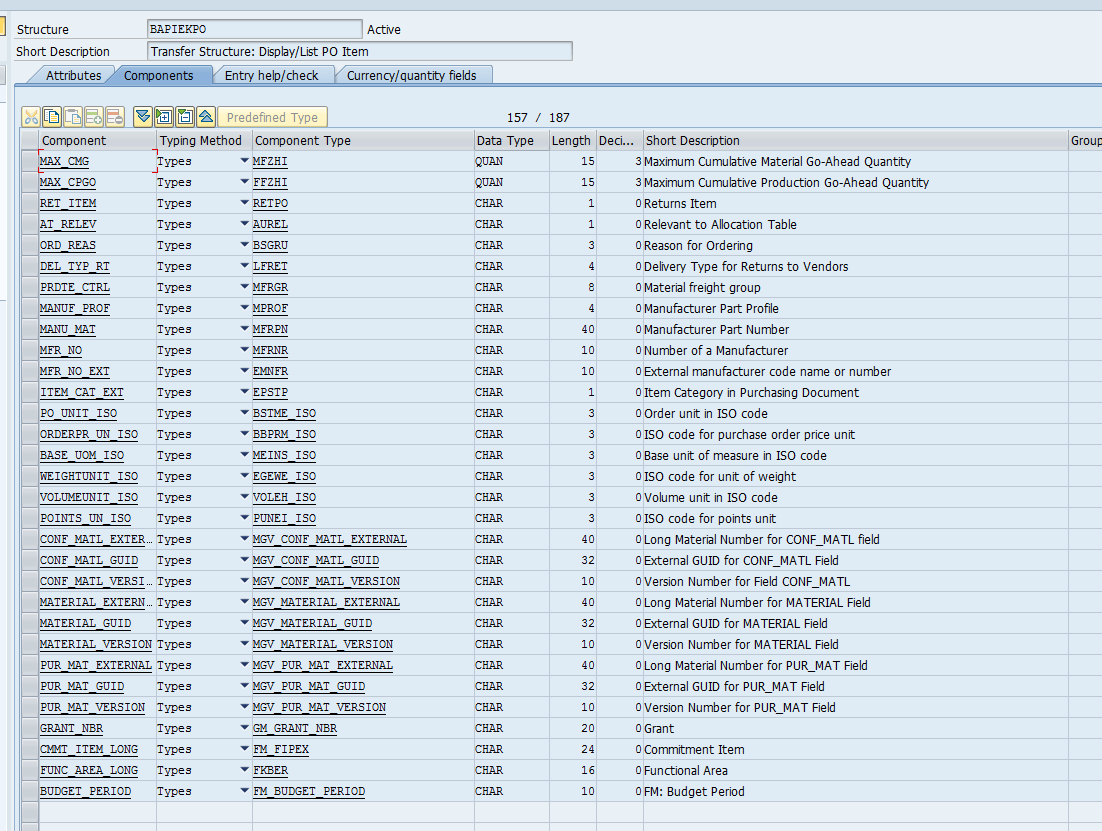 Structure BAPIEKPO Active
Short Description Transfer Structure: Display/List PO Item
Attributes Components Entry help/check Currency/quantity fields
Predefined Type 157 / 187
Component Typing Method Component Type Data Type Length Deci... Short Description Group
MAX_CMG Types MFZHI QUAN 15 3 Maximum Cumulative Material Go-Ahead Quantity
MAX_CPGO Types FFZHI QUAN 15 3 Maximum Cumulative Production Go-Ahead Quantity
RET_ITEM Types RETPO CHAR 1 0 Returns Item
AT_RELEV Types AUREL CHAR 1 0 Relevant to Allocation Table
ORD_REAS Types BSGRU CHAR 3 0 Reason for Ordering
DEL_TYP_RT Types LFRET CHAR 4 0 Delivery Type for Returns to Vendors
PRDTE_CTRL Types MFRGR CHAR 8 0 Material freight group
MANUF_PROF Types MPROF CHAR 4 0 Manufacturer Part Profile
MANU_MAT Types MFRPN CHAR 40 0 Manufacturer Part Number
MFR_NO Types MFRNR CHAR 10 0 Number of a Manufacturer
MFR_NO_EXT Types EMNFR CHAR 10 0 External manufacturer code name or number
ITEM_CAT_EXT Types EPSTP CHAR 1 0 Item Category in Purchasing Document
PO_UNIT_ISO Types BSTME_ISO CHAR 3 0 Order unit in ISO code
ORDERPR_UN_ISO Types BBPRM_ISO CHAR 3 0 ISO code for purchase order price unit
BASE_UOM_ISO Types MEINS_ISO CHAR 3 0 Base unit of measure in ISO code
WEIGHTUNIT_ISO Types EGEWE_ISO CHAR 3 0 ISO code for unit of weight
VOLUMEUNIT_ISO Types VOLEH_ISO CHAR 3 0 Volume unit in ISO code
POINTS_UN_ISO Types PUNEI_ISO CHAR 3 0 ISO code for points unit
CONF_MATL_EXTER... Types MGV_CONF_MATL_EXTERNAL CHAR 40 0 Long Material Number for CONF_MATL field
CONF_MATL_GUID Types MGV_CONF_MATL_GUID CHAR 32 0 External GUID for CONF_MATL Field
CONF_MATL_VERSI... Types MGV_CONF_MATL_VERSION CHAR 10 0 Version Number for Field CONF_MATL
MATERIAL_EXTERN... Types MGV_MATERIAL_EXTERNAL CHAR 40 0 Long Material Number for MATERIAL Field
MATERIAL_GUID Types MGV_MATERIAL_GUID CHAR 32 0 External GUID for MATERIAL Field
MATERIAL_VERSION Types MGV_MATERIAL_VERSION CHAR 10 0 Version Number for MATERIAL Field
PUR_MAT_EXTERNAL Types MGV_PUR_MAT_EXTERNAL CHAR 40 0 Long Material Number for PUR_MAT Field
PUR_MAT_GUID Types MGV_PUR_MAT_GUID CHAR 32 0 External GUID for PUR_MAT Field
PUR_MAT_VERSION Types MGV_PUR_MAT_VERSION CHAR 10 0 Version Number for PUR_MAT Field
GRANT_NBR Types GM_GRANT_NBR CHAR 20 0 Grant
CMMT_ITEM_LONG Types FM_FIPEX CHAR 24 0 Commitment Item
FUNC_AREA_LONG Types FKBER CHAR 16 0 Functional Area
BUDGET_PERIOD Types FM_BUDGET_PERIOD CHAR 10 0 FM: Budget Period